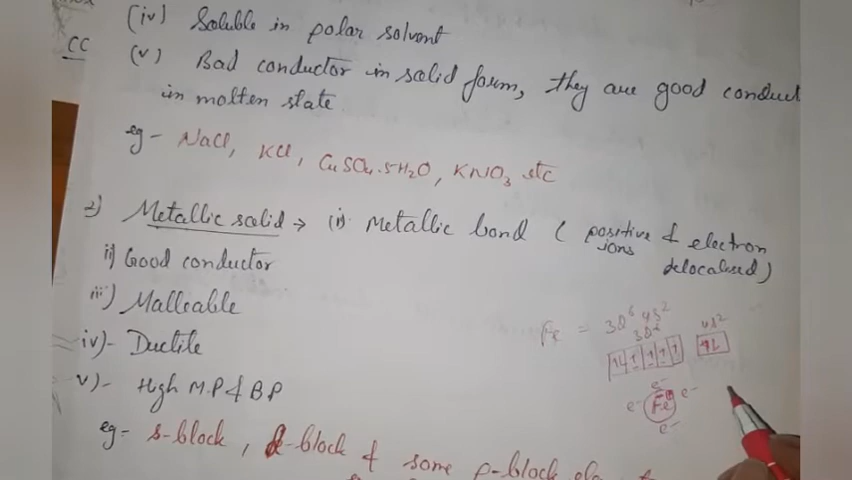 (iv) Soluble in polar solvent
CC
(v) Bad conductor in solid form, they are good conduct
in molten state
eg - NaCl, KCl, CuSO4.5H2O, KNO3 etc
2) Metallic solid → (i) Metallic bond ( positive & electron
ions delocalised)
ii) Good conductor
iii) Malleable
Fe = 3d⁶ 4s²
3d⁶ 4s²
iv) - Ductile
v) - High M.P & BP
e⁻
e⁻ Fe e⁻
e⁻
eg - s-block, d-block & some p-block